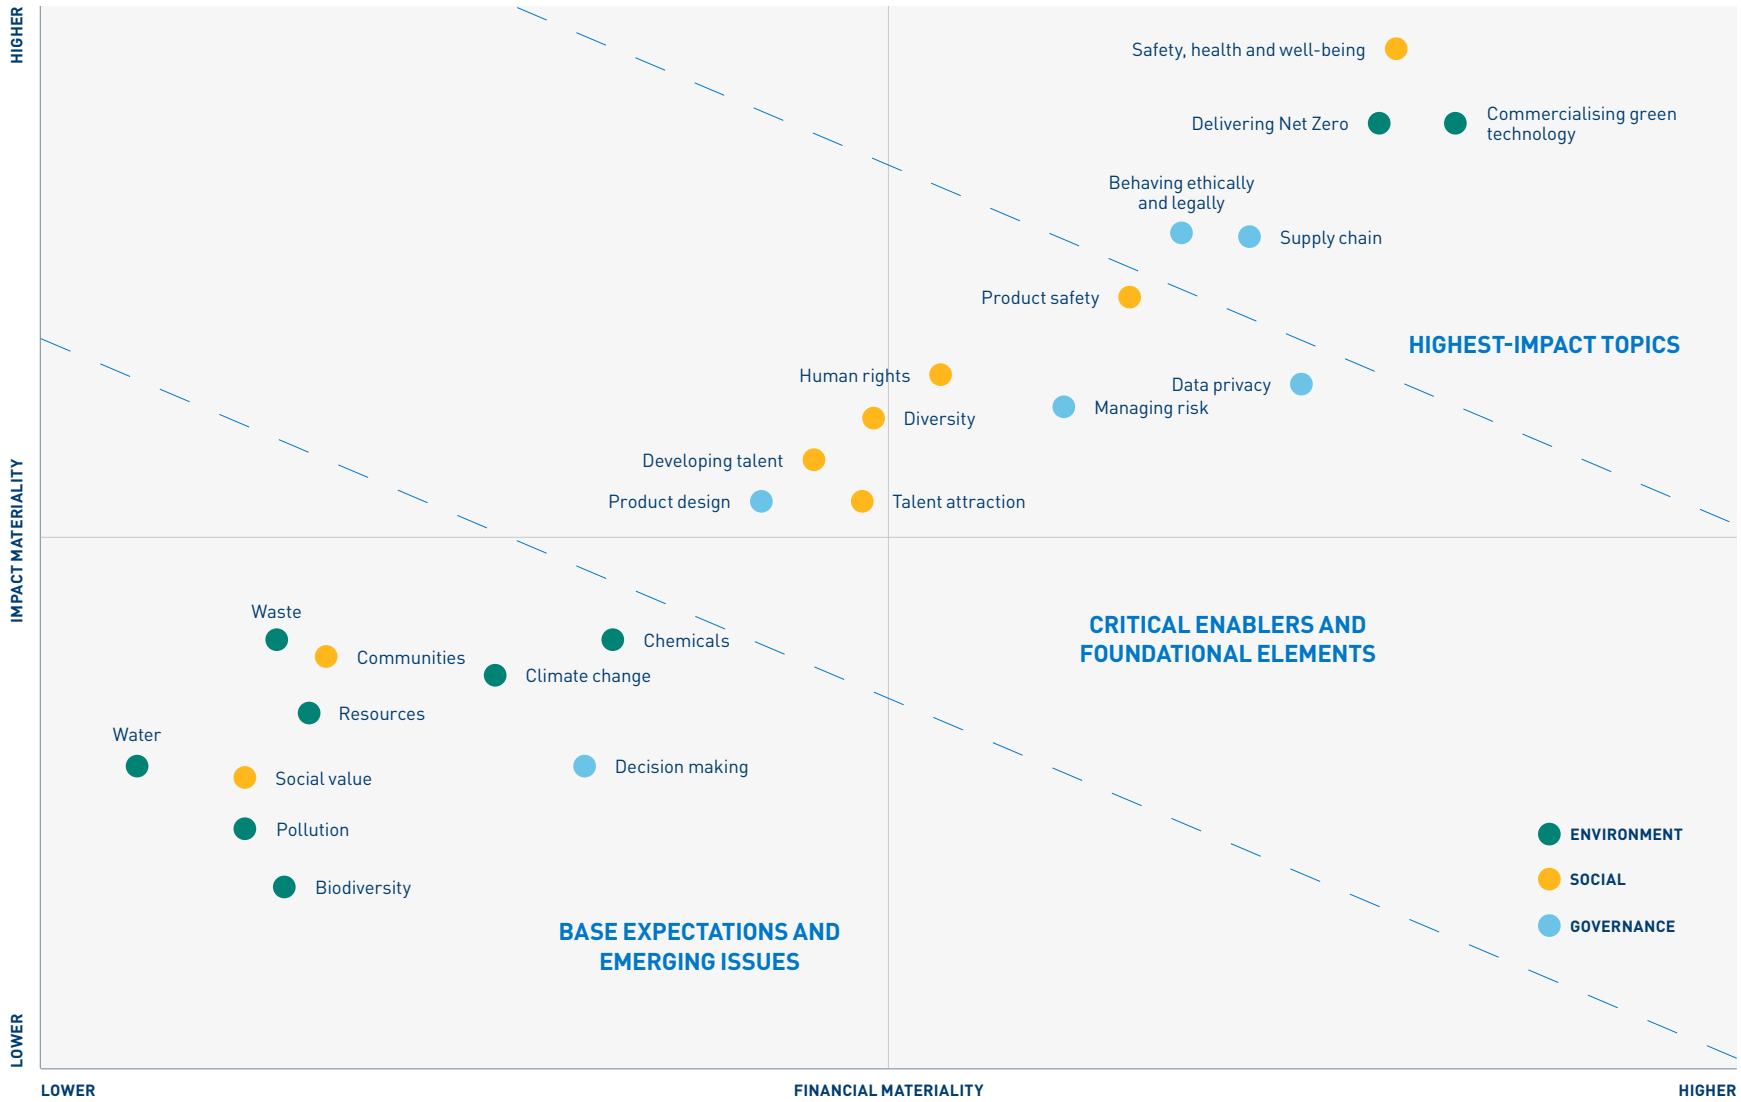 HIGHER
Safety, health and well-being
Delivering Net Zero
Commercialising green
technology
Behaving ethically
and legally
Supply chain
Product safety
HIGHEST-IMPACT TOPICS
Human rights
Data privacy
Managing risk
Diversity
Developing talent
Product design
Talent attraction
IMPACT MATERIALITY
Waste
Chemicals
CRITICAL ENABLERS AND
FOUNDATIONAL ELEMENTS
Communities
Climate change
Resources
Water
Decision making
Social value
Pollution
ENVIRONMENT
SOCIAL
GOVERNANCE
Biodiversity
BASE EXPECTATIONS AND
EMERGING ISSUES
LOWER
LOWER
FINANCIAL MATERIALITY
HIGHER